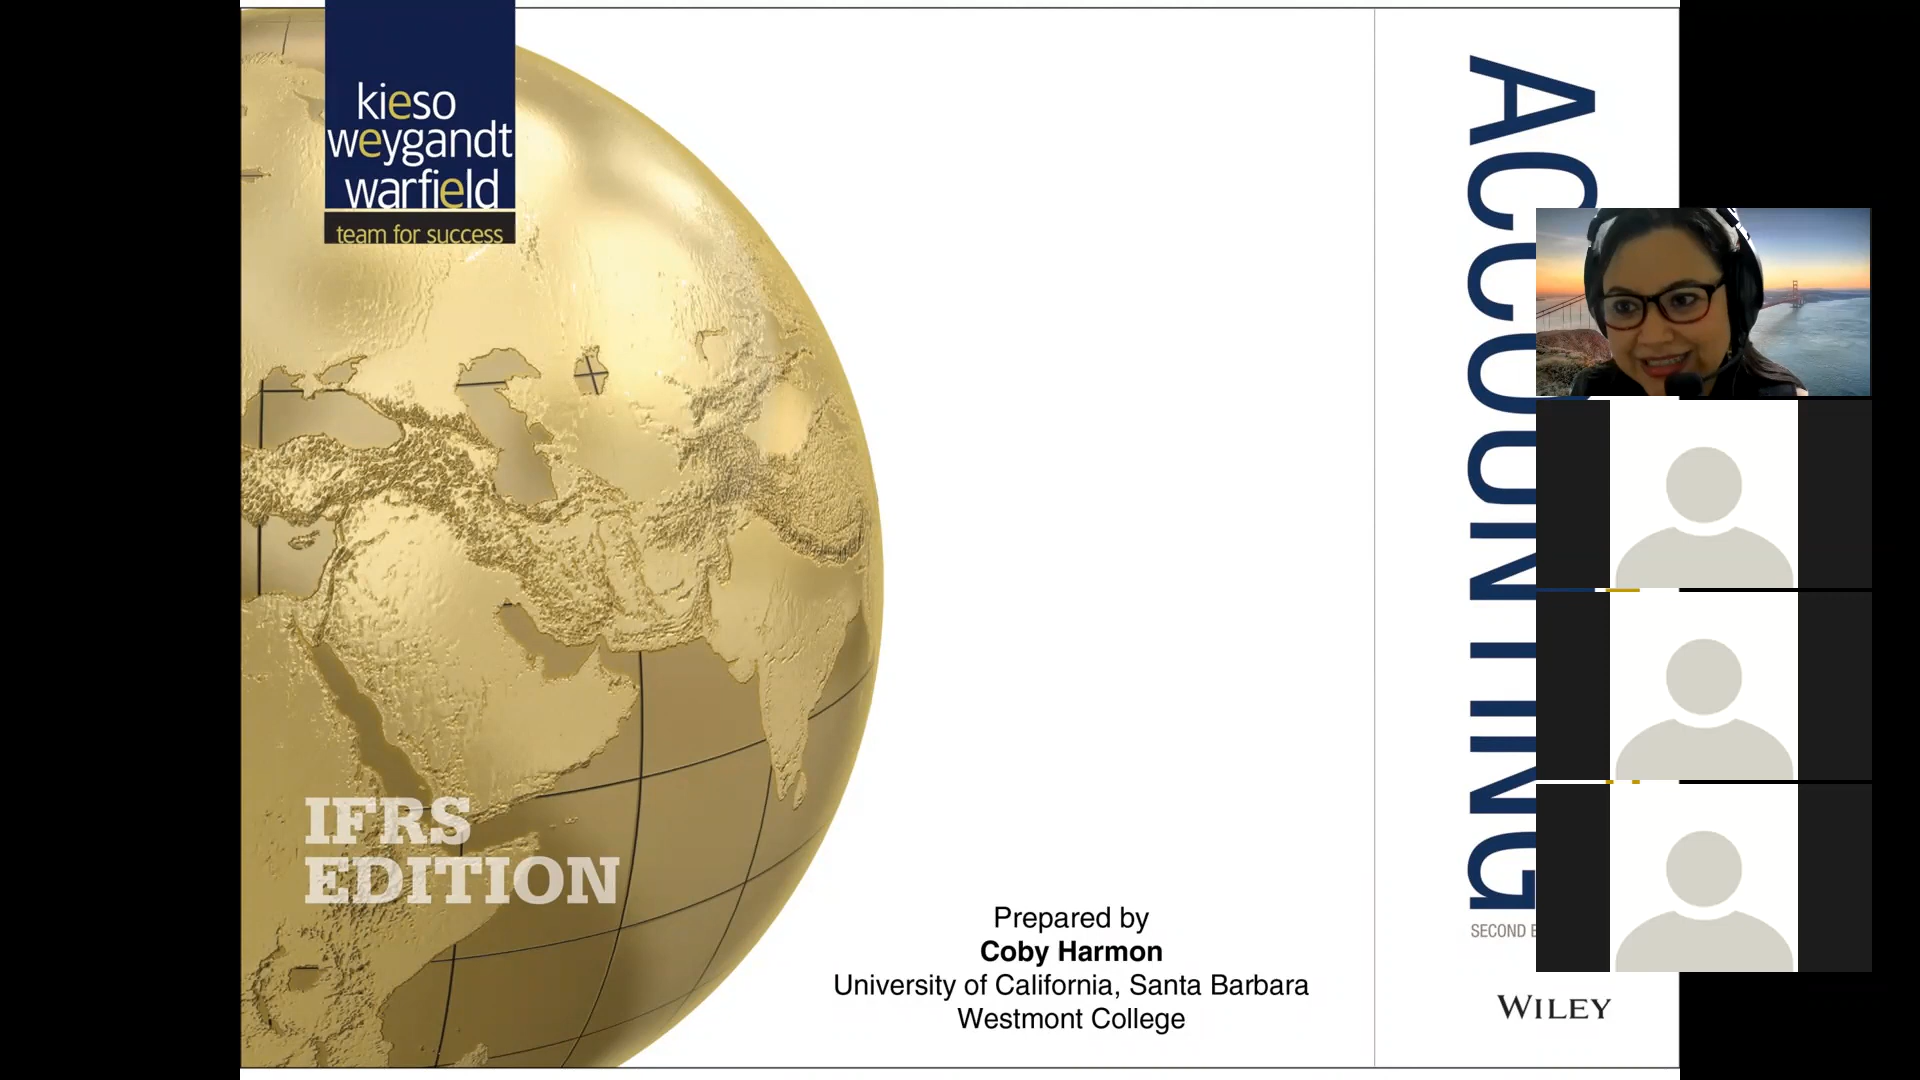 kieso
weygandt
warfield
team for success
IFRS
EDITION
Prepared by
Coby Harmon
University of California, Santa Barbara
Westmont College
ACCOUNTING
SECOND
WILEY